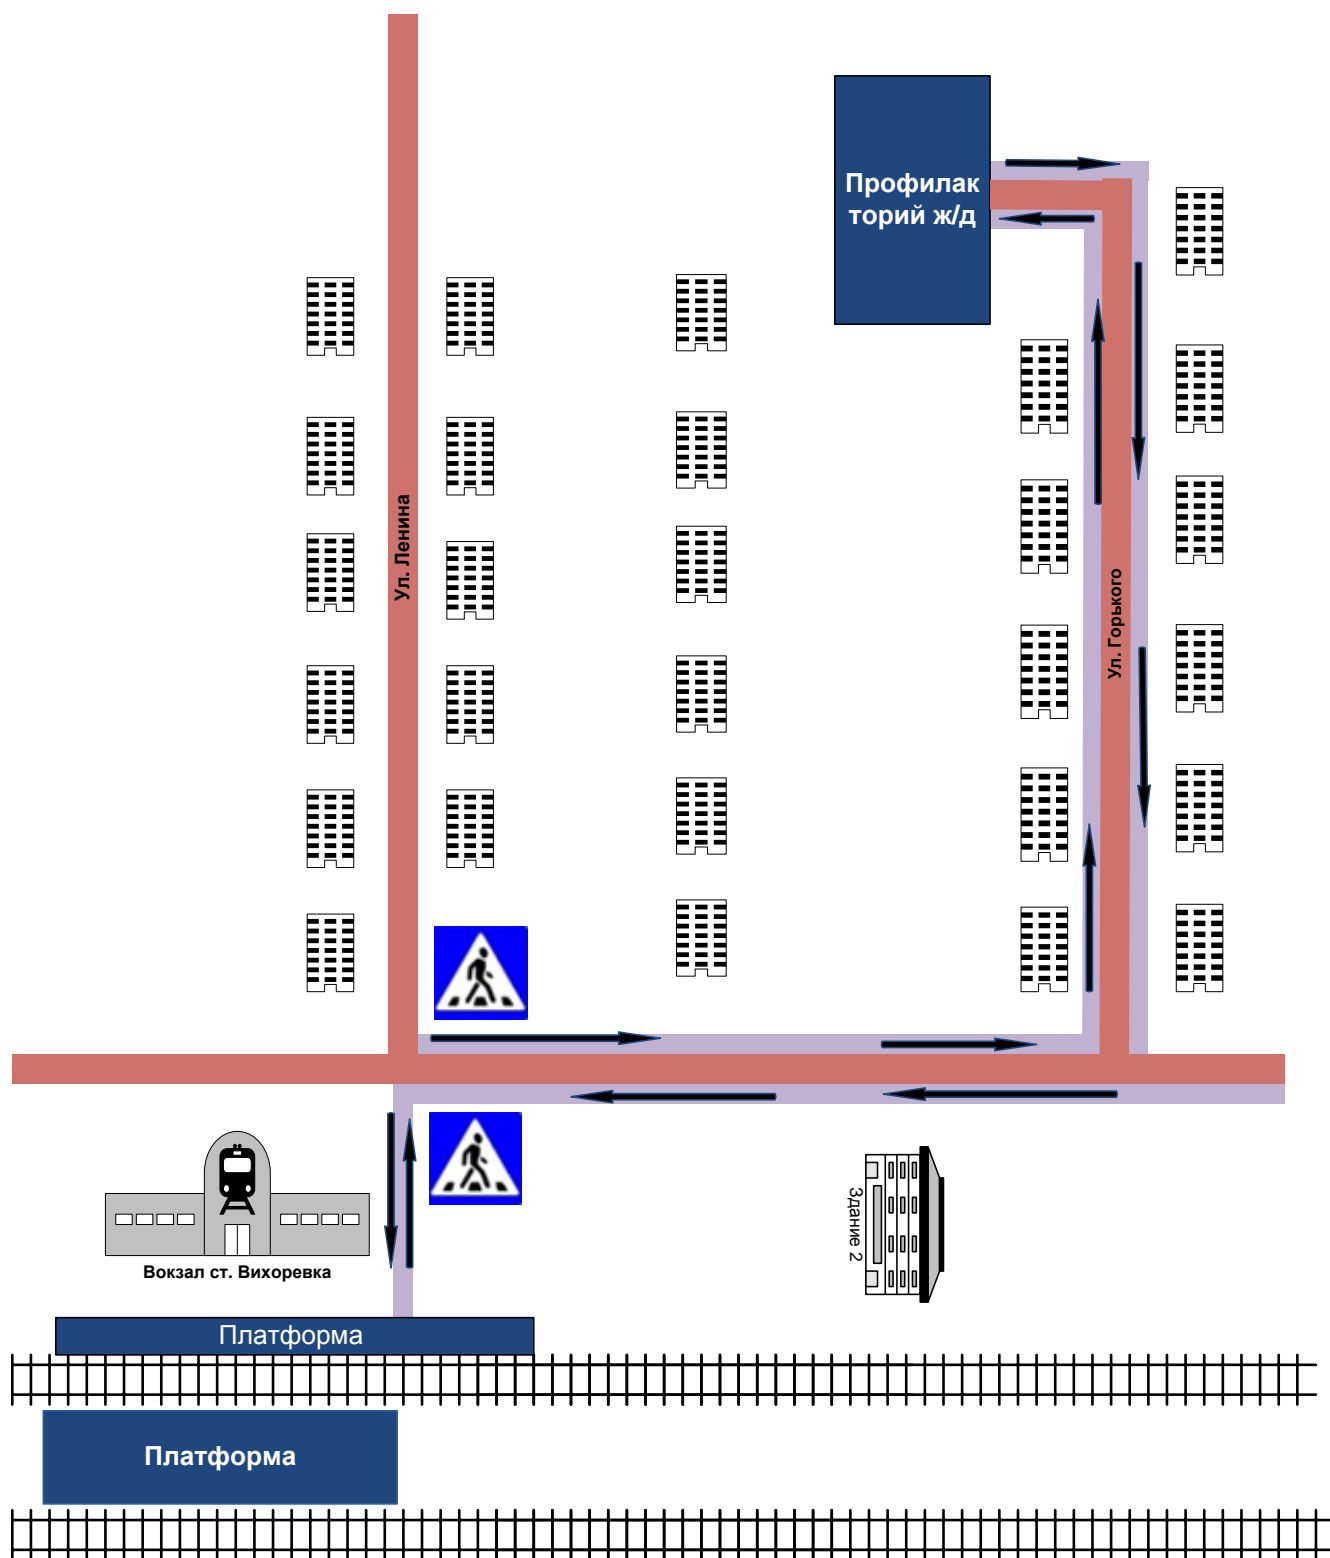 Профилак
торий ж/д
Ул. Ленина
Ул. Горького
Здание 2
Вокзал ст. Вихоревка
Платформа
Платформа